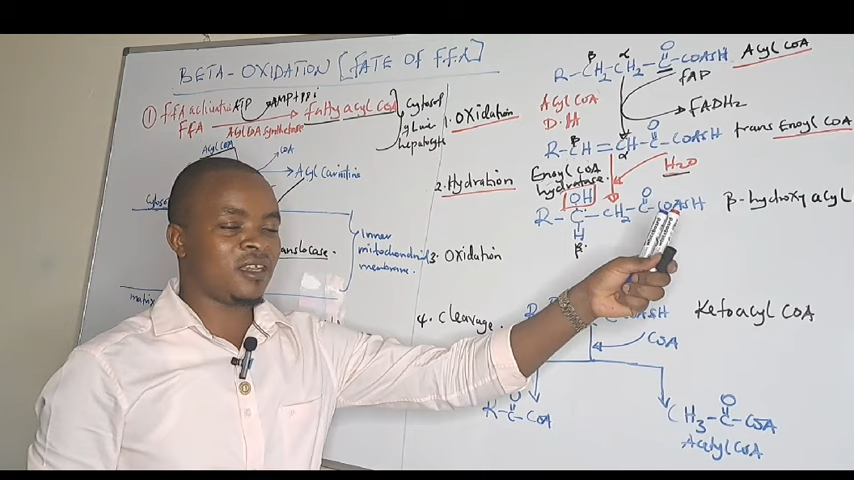 BETA-OXIDATION [FATE OF F.F.A]
① FFA activation ATP AMP+PPi
FFA Acyl CoA Synthetase fatty acyl CoA
Cytosol
hepatocyte
Acyl CoA
CoA
Acyl Carnitine
translocase.
Inner
mitochondrial
membrane.
matrix
1. Oxidation
2. Hydration
3. Oxidation
4. Cleavage
β α O
R-CH2-CH2-C-COASH Acyl CoA
Acyl CoA
D.H
FAD
FADH2
β O
R-CH=CH-C-COASH trans Enoyl CoA
α
Enoyl CoA
hydratase.
H2O
OH O
R-C-CH2-C-COASH β-hydroxy acyl
H
β
Ketoacyl CoA
CoA
O
R-C-CoA
O
CH3-C-CoA
Acetyl CoA